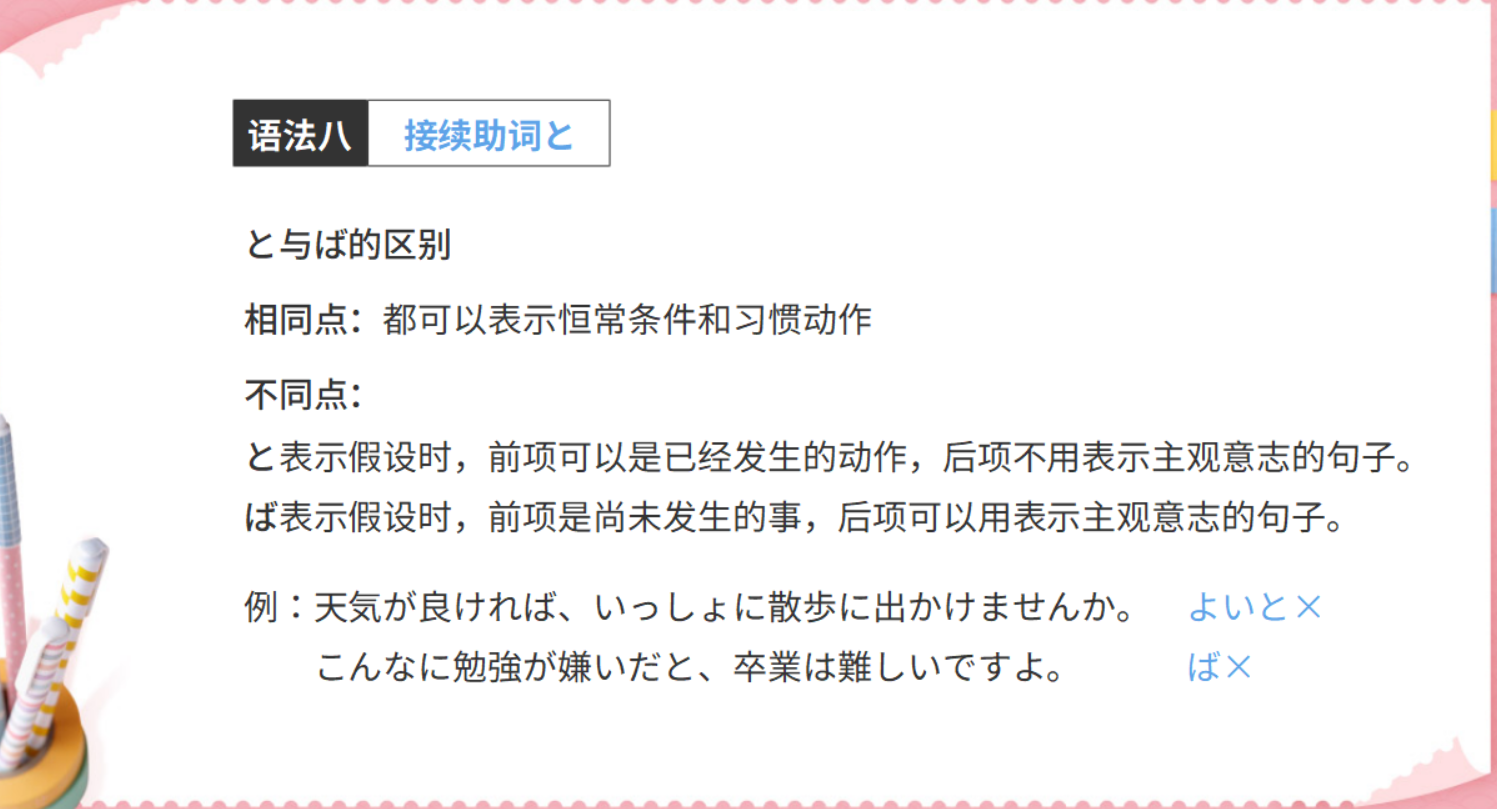 语法八 接续助词と
と与ば的区别
相同点：都可以表示恒常条件和习惯动作
不同点：
と表示假设时，前项可以是已经发生的动作，后项不用表示主观意志的句子。
ば表示假设时，前项是尚未发生的事，后项可以用表示主观意志的句子。
例：天気が良ければ、いっしょに散歩に出かけませんか。 よいと×
こんなに勉強が嫌いだと、卒業は難しいですよ。 ば×